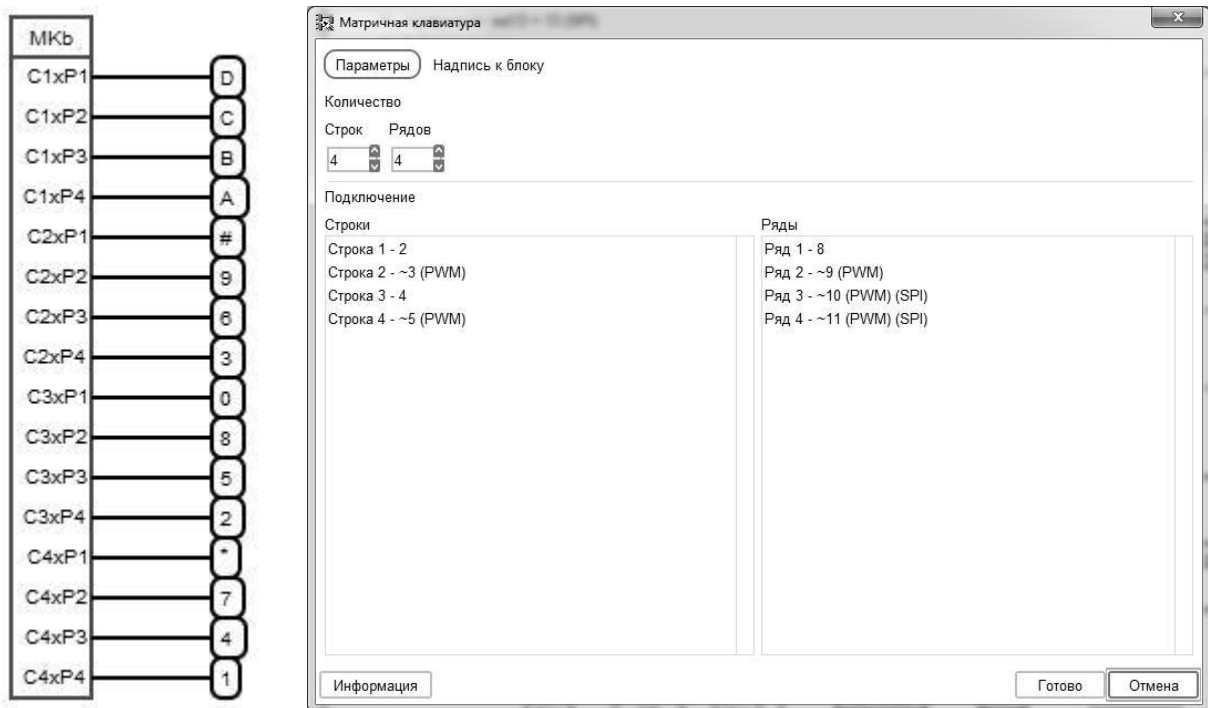 MKb
C1xP1 D
C1xP2 C
C1xP3 B
C1xP4 A
C2xP1 #
C2xP2 9
C2xP3 6
C2xP4 3
C3xP1 0
C3xP2 8
C3xP3 5
C3xP4 2
C4xP1 *
C4xP2 7
C4xP3 4
C4xP4 1
Матричная клавиатура
Параметры Надпись к блоку
Количество
Строк Рядов
4 4
Подключение
Строки Ряды
Строка 1 - 2 Ряд 1 - 8
Строка 2 - ~3 (PWM) Ряд 2 - ~9 (PWM)
Строка 3 - 4 Ряд 3 - ~10 (PWM) (SPI)
Строка 4 - ~5 (PWM) Ряд 4 - ~11 (PWM) (SPI)
Информация Готово Отмена